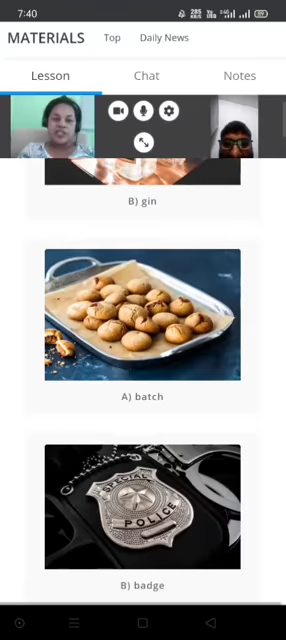 7:40
MATERIALS Top Daily News
Lesson Chat Notes
B) gin
A) batch
SPECIAL
POLICE
B) badge